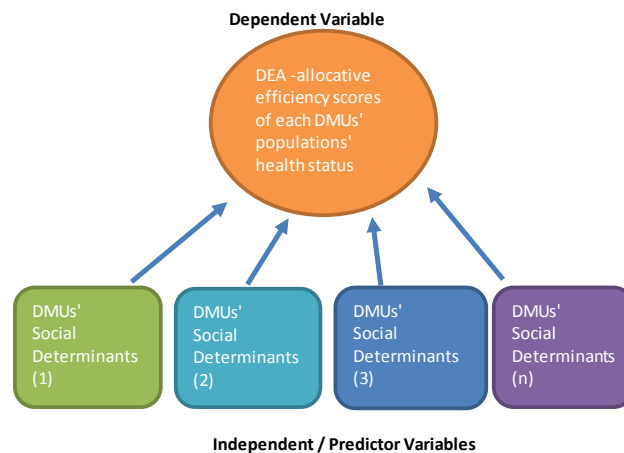 Dependent Variable
DEA -allocative
efficiency scores
of each DMUs'
populations'
health status
DMUs'
Social
Determinants
(1)
DMUs'
Social
Determinants
(2)
DMUs'
Social
Determinants
(3)
DMUs'
Social
Determinants
(n)
Independent / Predictor Variables